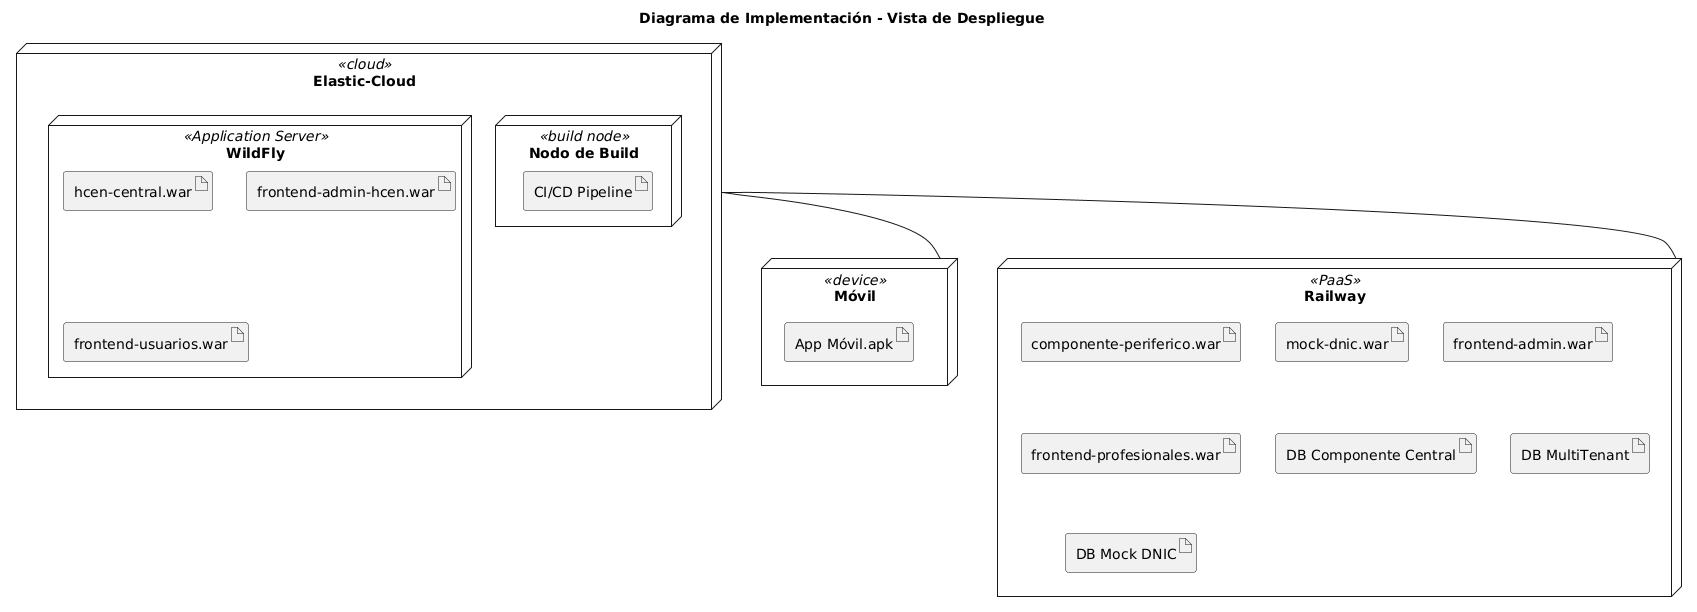 Diagrama de Implementación - Vista de Despliegue
«cloud»
Elastic-Cloud
«Application Server»
WildFly
hcen-central.war
frontend-admin-hcen.war
frontend-usuarios.war
«build node»
Nodo de Build
CI/CD Pipeline
«device»
Móvil
App Móvil.apk
«PaaS»
Railway
componente-periferico.war
mock-dnic.war
frontend-admin.war
frontend-profesionales.war
DB Componente Central
DB MultiTenant
DB Mock DNIC